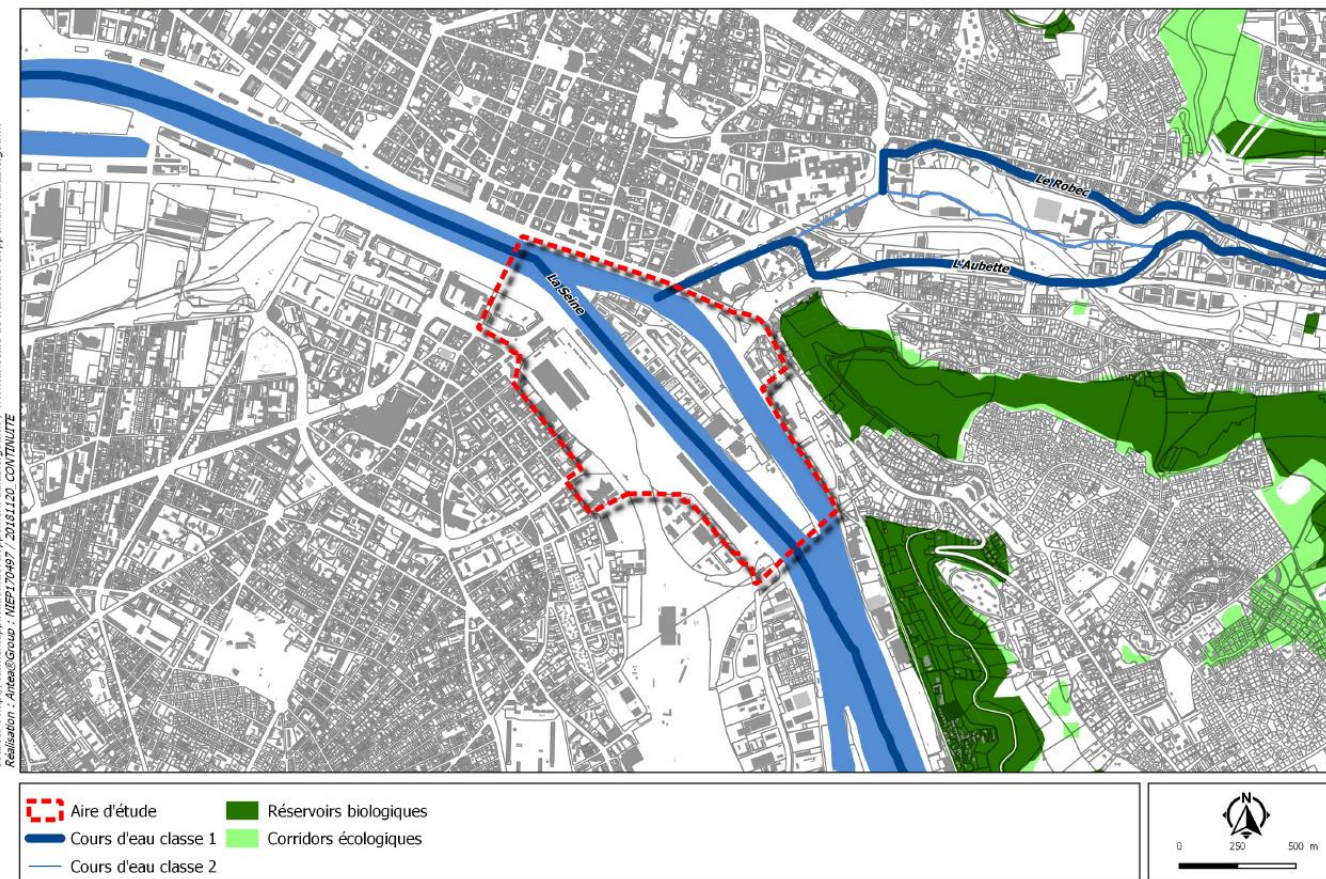 Le Robec
L'Aubette
La Seine
Réalisation : Antea®Group : NIEP170497 / 20181120_CONTINUITE
Aire d'étude
Réservoirs biologiques
Cours d'eau classe 1
Corridors écologiques
Cours d'eau classe 2
N
0 250 500 m